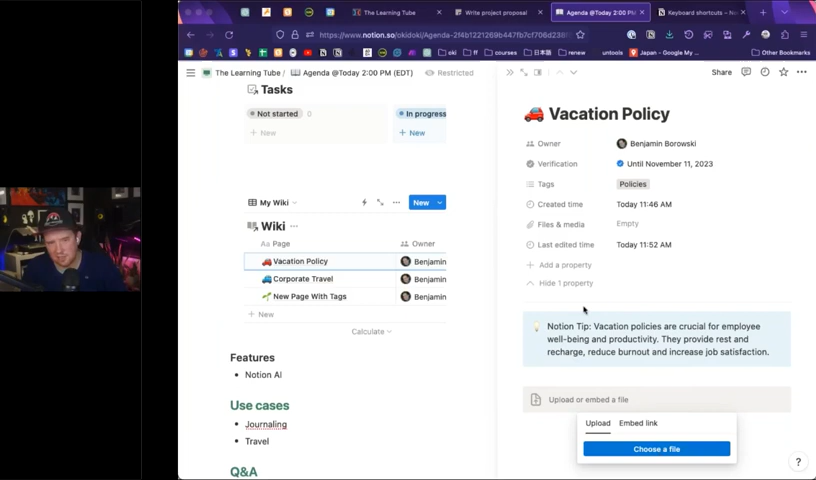 The Learning Tube
Write project proposal
Agenda @Today 2:00 PM
Keyboard shortcuts
oki
ff
courses
日本語
renew
untools
Japan - Google My ...
Other Bookmarks
The Learning Tube / Agenda @Today 2:00 PM (EDT)
Restricted
Share
Tasks
Not started 0
In progress
+ New
+ New
My Wiki
New
Wiki
Aa Page
Owner
Vacation Policy
Benjamin
Corporate Travel
Benjamin
New Page With Tags
Benjamin
+ New
Calculate
Features
• Notion AI
Use cases
• Journaling
• Travel
Q&A
Vacation Policy
Owner
Benjamin Borowski
Verification
Until November 11, 2023
Tags
Policies
Created time
Today 11:46 AM
Files & media
Empty
Last edited time
Today 11:52 AM
+ Add a property
Hide 1 property
Notion Tip: Vacation policies are crucial for employee
well-being and productivity. They provide rest and
recharge, reduce burnout and increase job satisfaction.
Upload or embed a file
Upload
Embed link
Choose a file
?